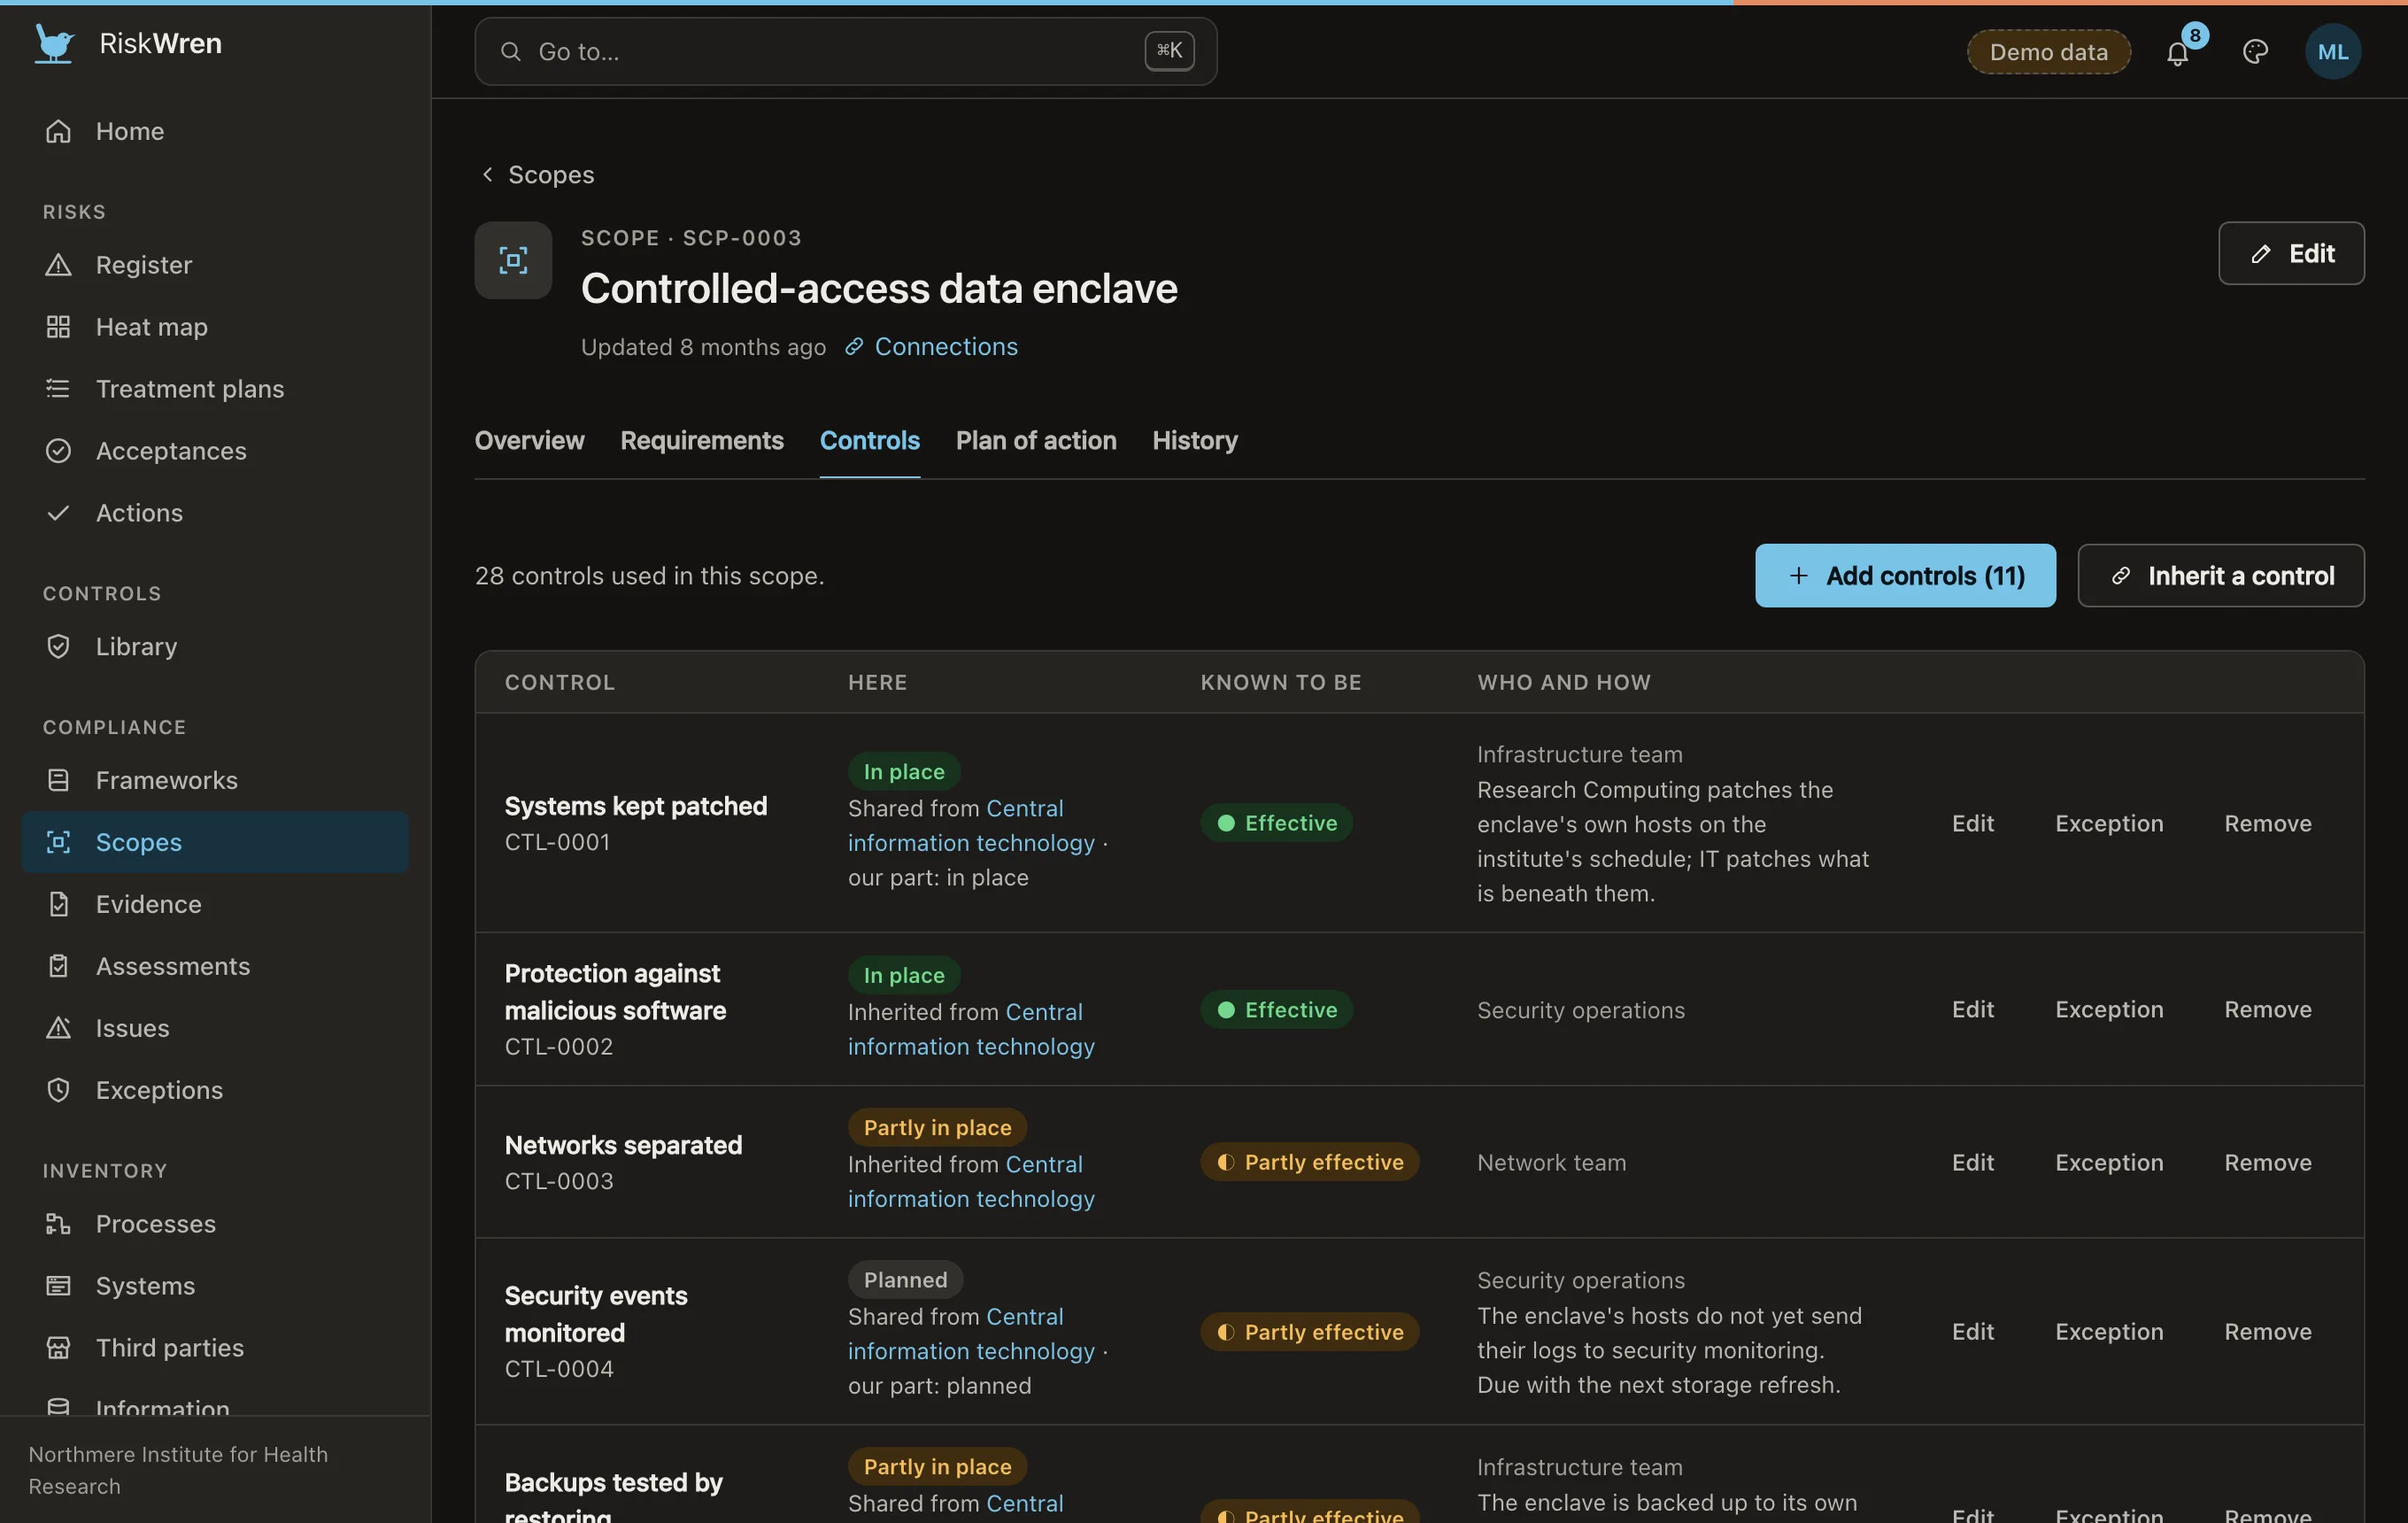 RiskWren
Go to...
⌘K
Demo data
8
ML
Home
RISKS
Register
Heat map
Treatment plans
Acceptances
Actions
CONTROLS
Library
COMPLIANCE
Frameworks
Scopes
Evidence
Assessments
Issues
Exceptions
INVENTORY
Processes
Systems
Third parties
Information
Northmere Institute for Health
Research
Scopes
SCOPE · SCP-0003
Controlled-access data enclave
Updated 8 months ago Connections
Edit
Overview Requirements Controls Plan of action History
28 controls used in this scope.
+ Add controls (11)
Inherit a control
CONTROL HERE KNOWN TO BE WHO AND HOW
Systems kept patched
CTL-0001
In place
Shared from Central
information technology ·
our part: in place
Effective
Infrastructure team
Research Computing patches the
enclave's own hosts on the
institute's schedule; IT patches what
is beneath them.
Edit Exception Remove
Protection against
malicious software
CTL-0002
In place
Inherited from Central
information technology
Effective
Security operations
Edit Exception Remove
Networks separated
CTL-0003
Partly in place
Inherited from Central
information technology
Partly effective
Network team
Edit Exception Remove
Security events
monitored
CTL-0004
Planned
Shared from Central
information technology ·
our part: planned
Partly effective
Security operations
The enclave's hosts do not yet send
their logs to security monitoring.
Due with the next storage refresh.
Edit Exception Remove
Backups tested by
restoring
Partly in place
Shared from Central
Partly effective
Infrastructure team
The enclave is backed up to its own
Edit Exception Remove